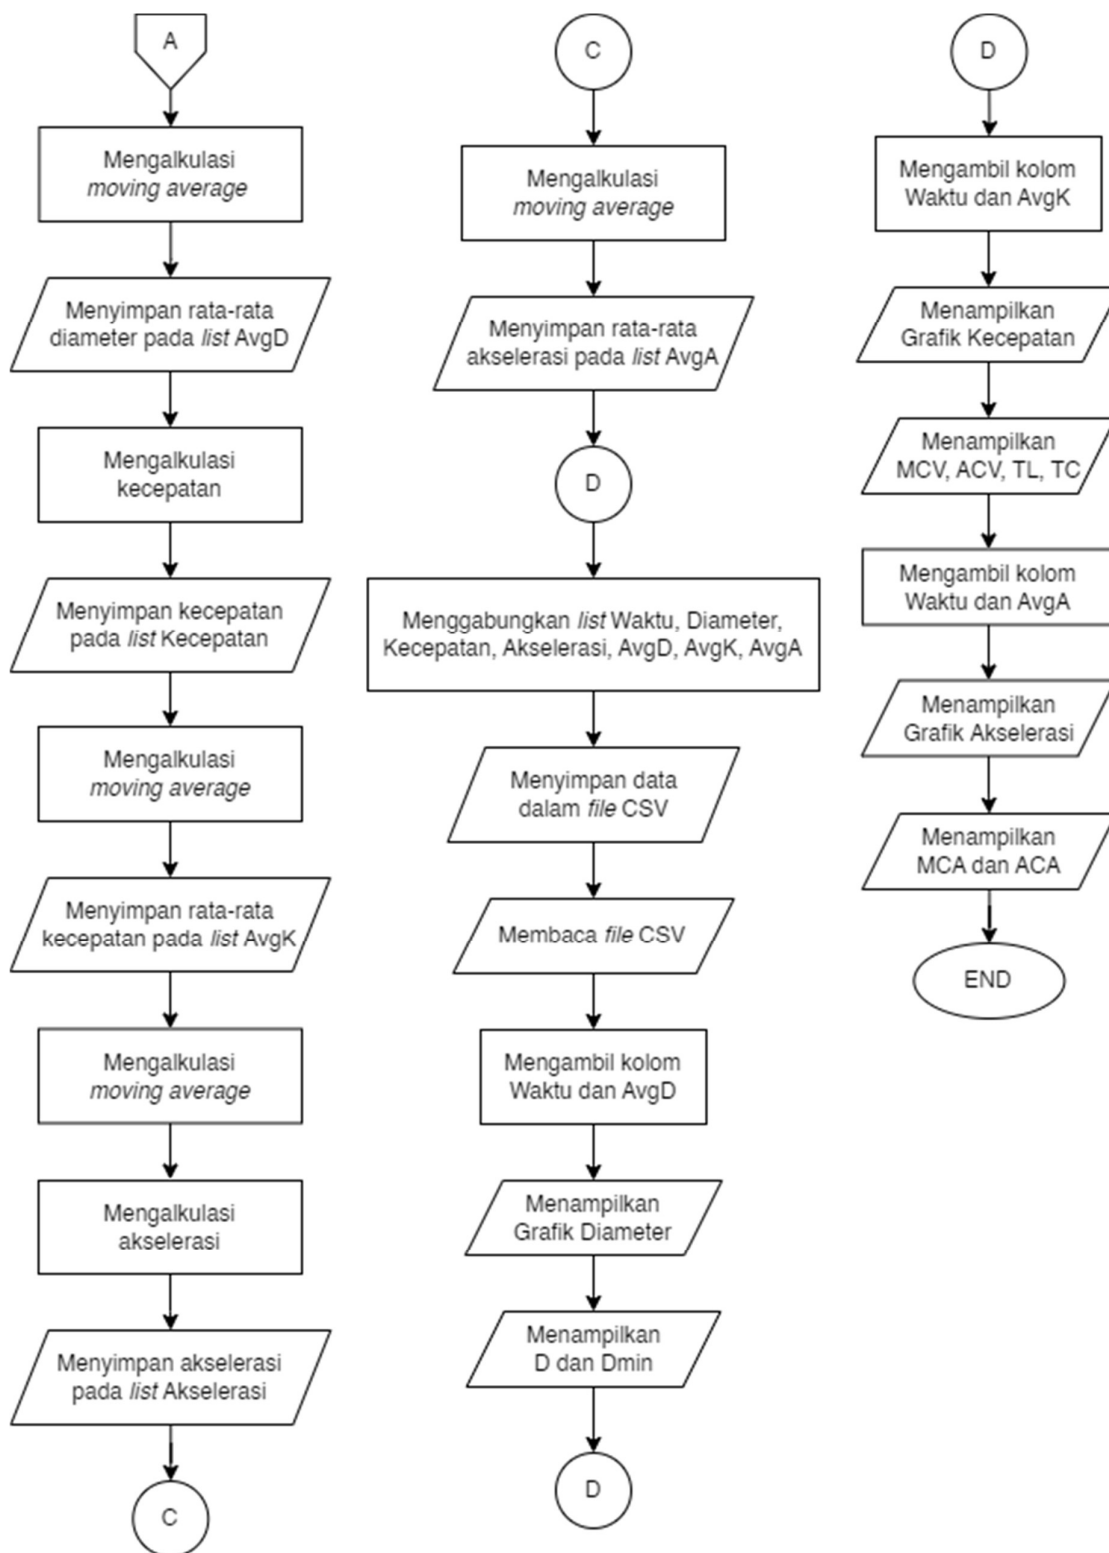 A
Mengalkulasi
moving average
Menyimpan rata-rata
diameter pada list AvgD
Mengalkulasi
kecepatan
Menyimpan kecepatan
pada list Kecepatan
Mengalkulasi
moving average
Menyimpan rata-rata
kecepatan pada list AvgK
Mengalkulasi
moving average
Mengalkulasi
akselerasi
Menyimpan akselerasi
pada list Akselerasi
C
C
Mengalkulasi
moving average
Menyimpan rata-rata
akselerasi pada list AvgA
D
Menggabungkan list Waktu, Diameter,
Kecepatan, Akselerasi, AvgD, AvgK, AvgA
Menyimpan data
dalam file CSV
Membaca file CSV
Mengambil kolom
Waktu dan AvgD
Menampilkan
Grafik Diameter
Menampilkan
D dan Dmin
D
D
Mengambil kolom
Waktu dan AvgK
Menampilkan
Grafik Kecepatan
Menampilkan
MCV, ACV, TL, TC
Mengambil kolom
Waktu dan AvgA
Menampilkan
Grafik Akselerasi
Menampilkan
MCA dan ACA
END